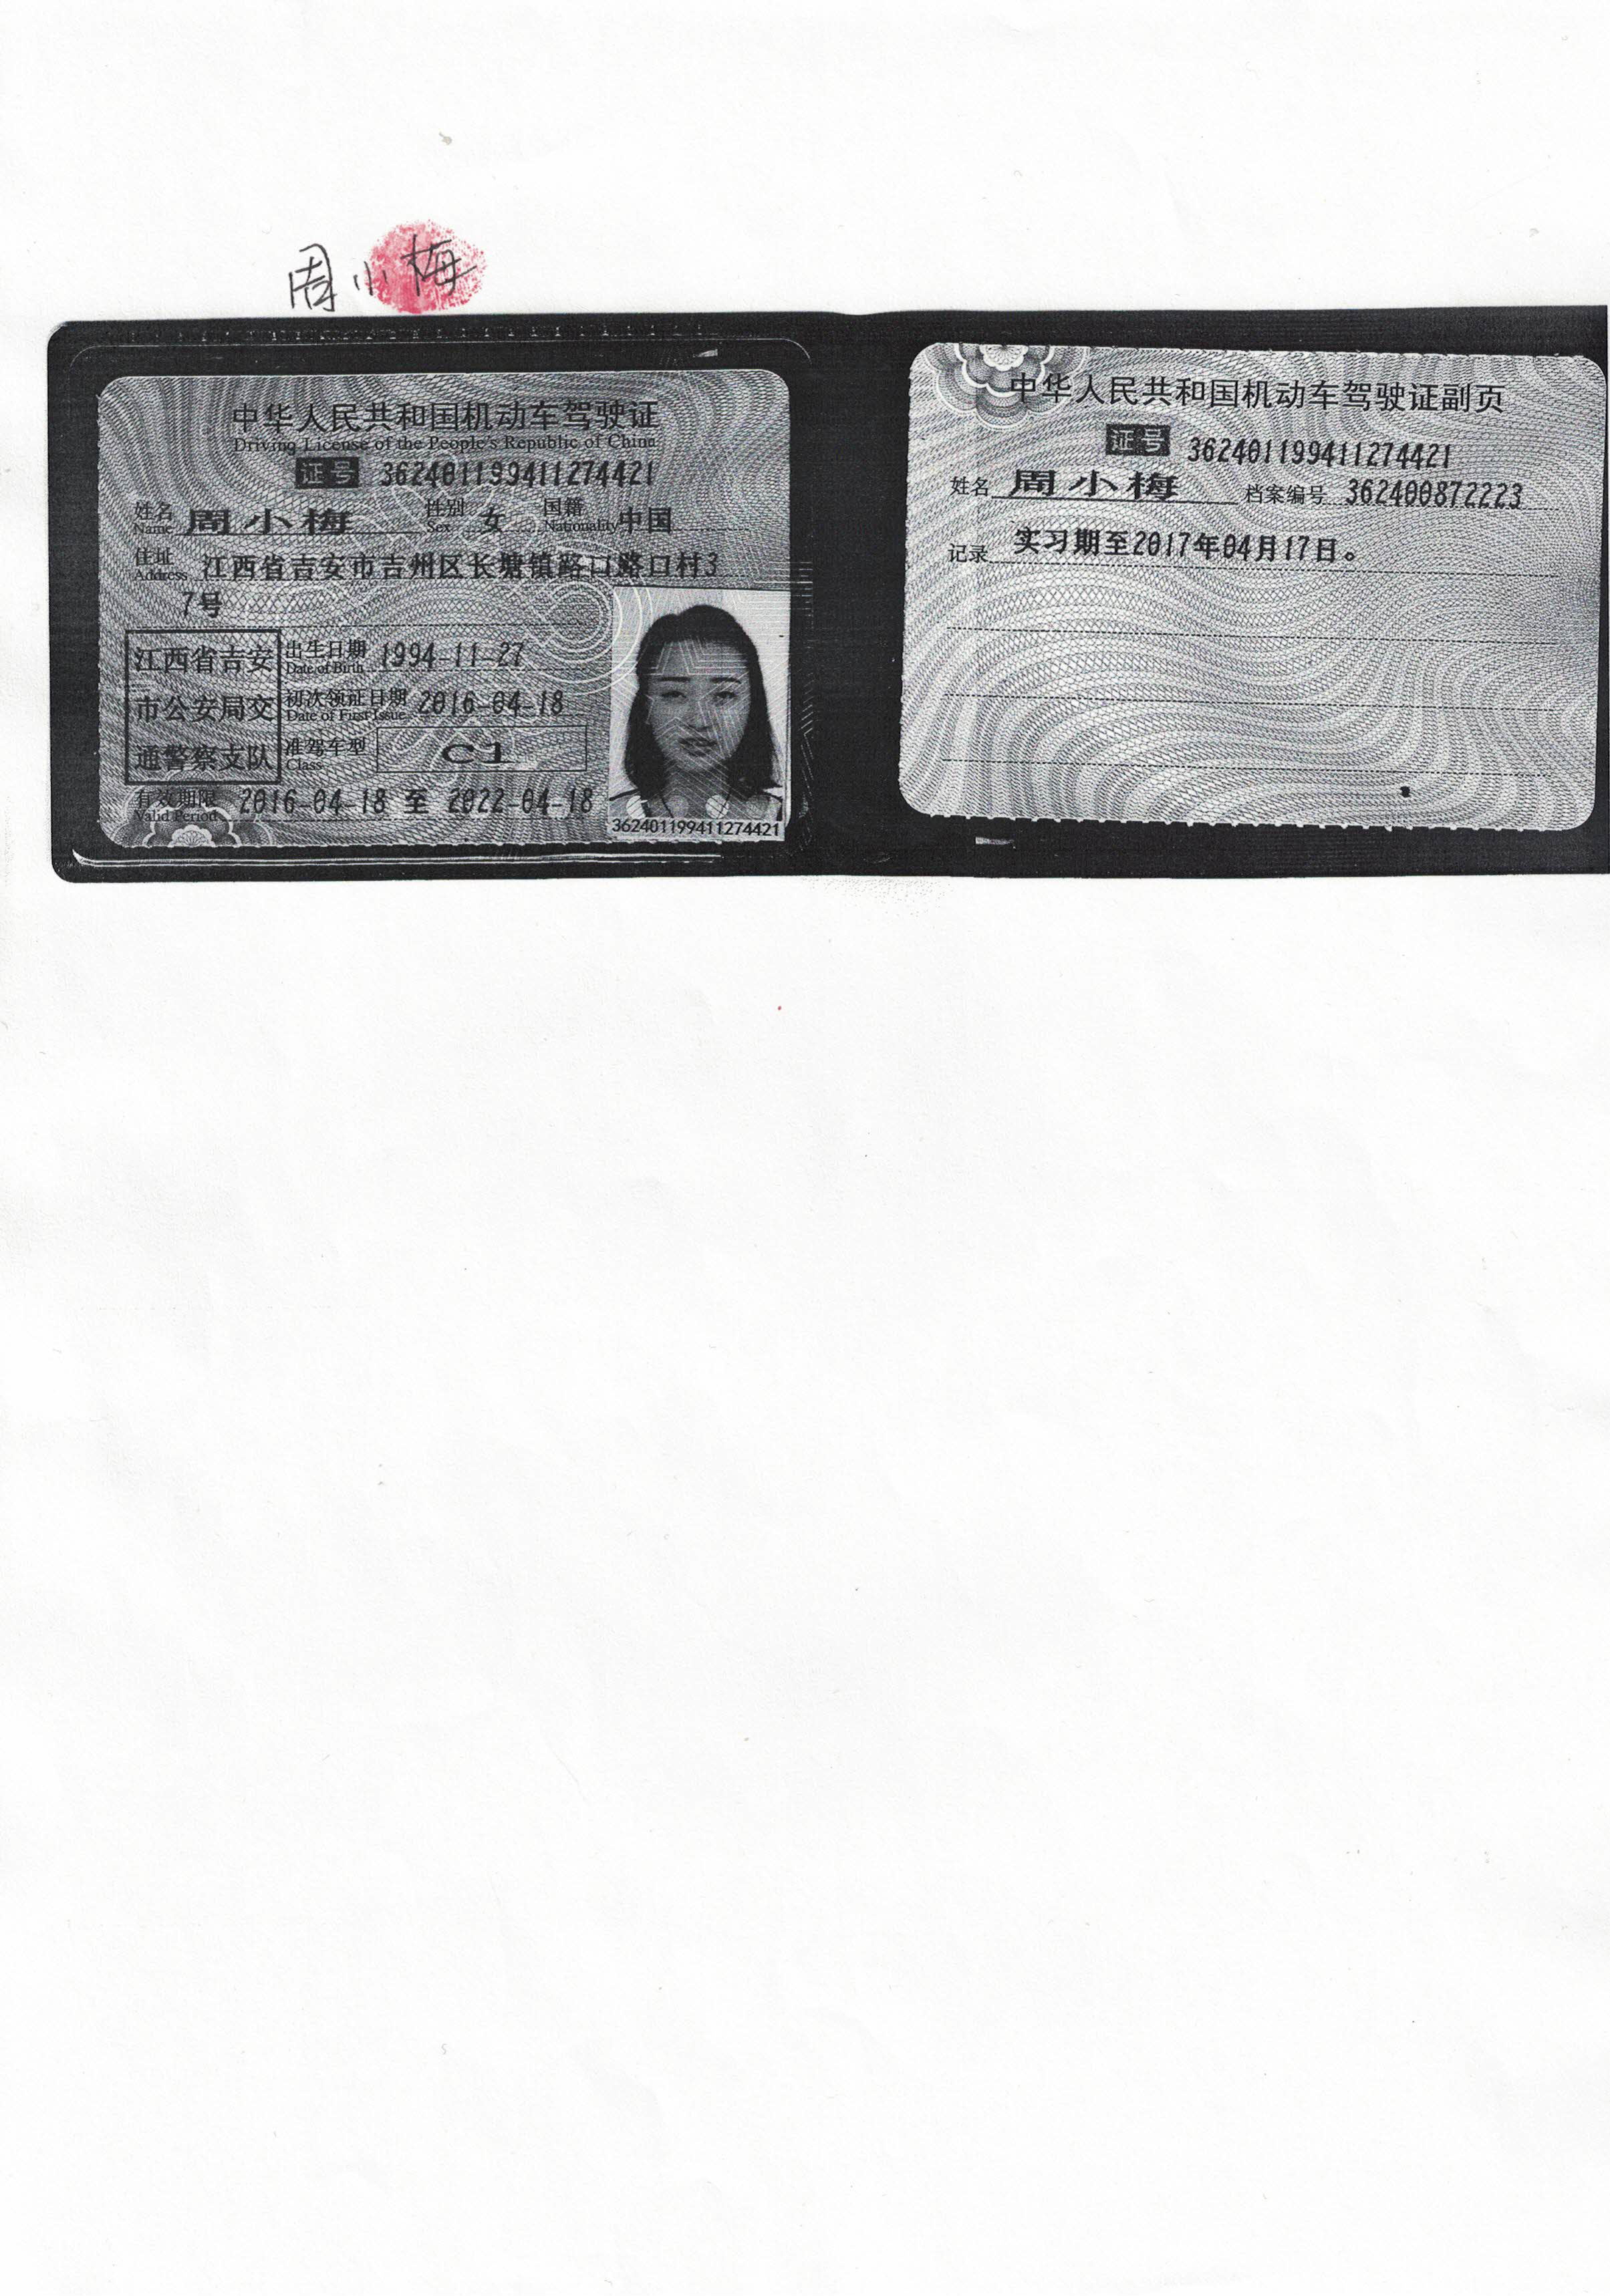 周小梅
中华人民共和国机动车驾驶证
Driving License of the People's Republic of China
证号 362401199411274421
姓名 Name 周小梅 性别 Sex 女 国籍 Nationality 中国
住址 Address 江西省吉安市吉州区长塘镇路口路口村3
7号
江西省吉安
市公安局交
通警察支队
出生日期 Date of Birth 1994-11-27
初次领证日期 Date of First Issue 2016-04-18
准驾车型 Class C1
有效期限 Valid Period 2016-04-18 至 2022-04-18
362401199411274421
中华人民共和国机动车驾驶证副页
证号 362401199411274421
姓名 周小梅 档案编号 362400872223
记录 实习期至2017年04月17日。